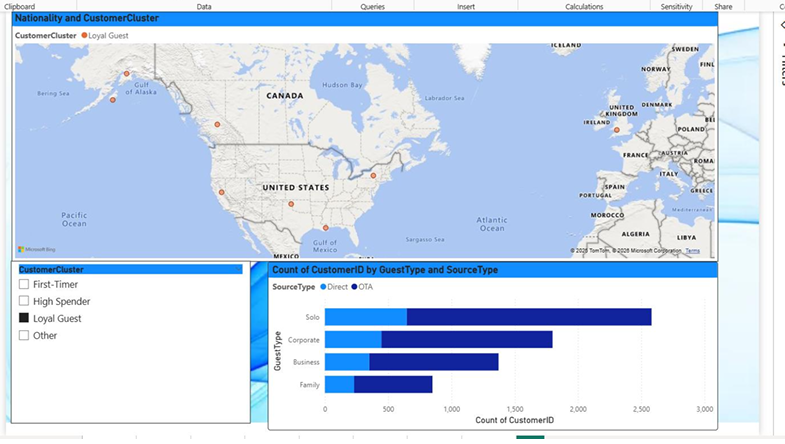 Clipboard Data Queries Insert Calculations Sensitivity Share
Nationality and CustomerCluster
CustomerCluster Loyal Guest
ICELAND
SWEDEN
NORWAY
FINL
Gulf
of Alaska
Bering Sea
Hudson Bay
CANADA
Labrador Sea
UNITED
KINGDOM
DENMARK
IRELAND
POLAND
BEL
FRANCE
AUSTRIA
ROMA
ITALY
UNITED STATES
SPAIN
PORTUGAL
GREECE
Pacific
Ocean
Atlantic
Ocean
Mediterranean
MOROCCO
ALGERIA
LIBYA
Gulf of
Mexico
Sargasso Sea
MEXICO
Microsoft Bing
© 2026 TomTom, © 2026 Microsoft Corporation, Terms
CustomerCluster
First-Timer
High Spender
Loyal Guest
Other
Count of CustomerID by GuestType and SourceType
SourceType Direct OTA
GuestType
Solo
Corporate
Business
Family
0 500 1,000 1,500 2,000 2,500 3,000
Count of CustomerID